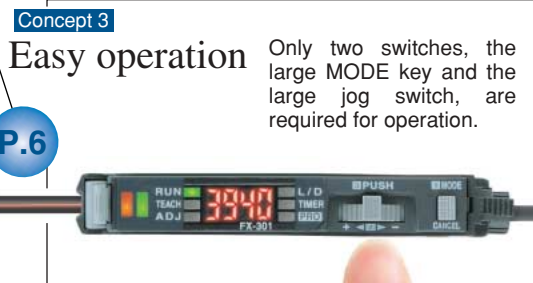 Concept 3
Easy operation
Only two switches, the
large MODE key and the
large jog switch, are
required for operation.
P.6
RUN
TEACH
ADJ
3940
FX-301
L/D
TIMER
PRO
PUSH
+ ◄ ► -
MODE
CANCEL